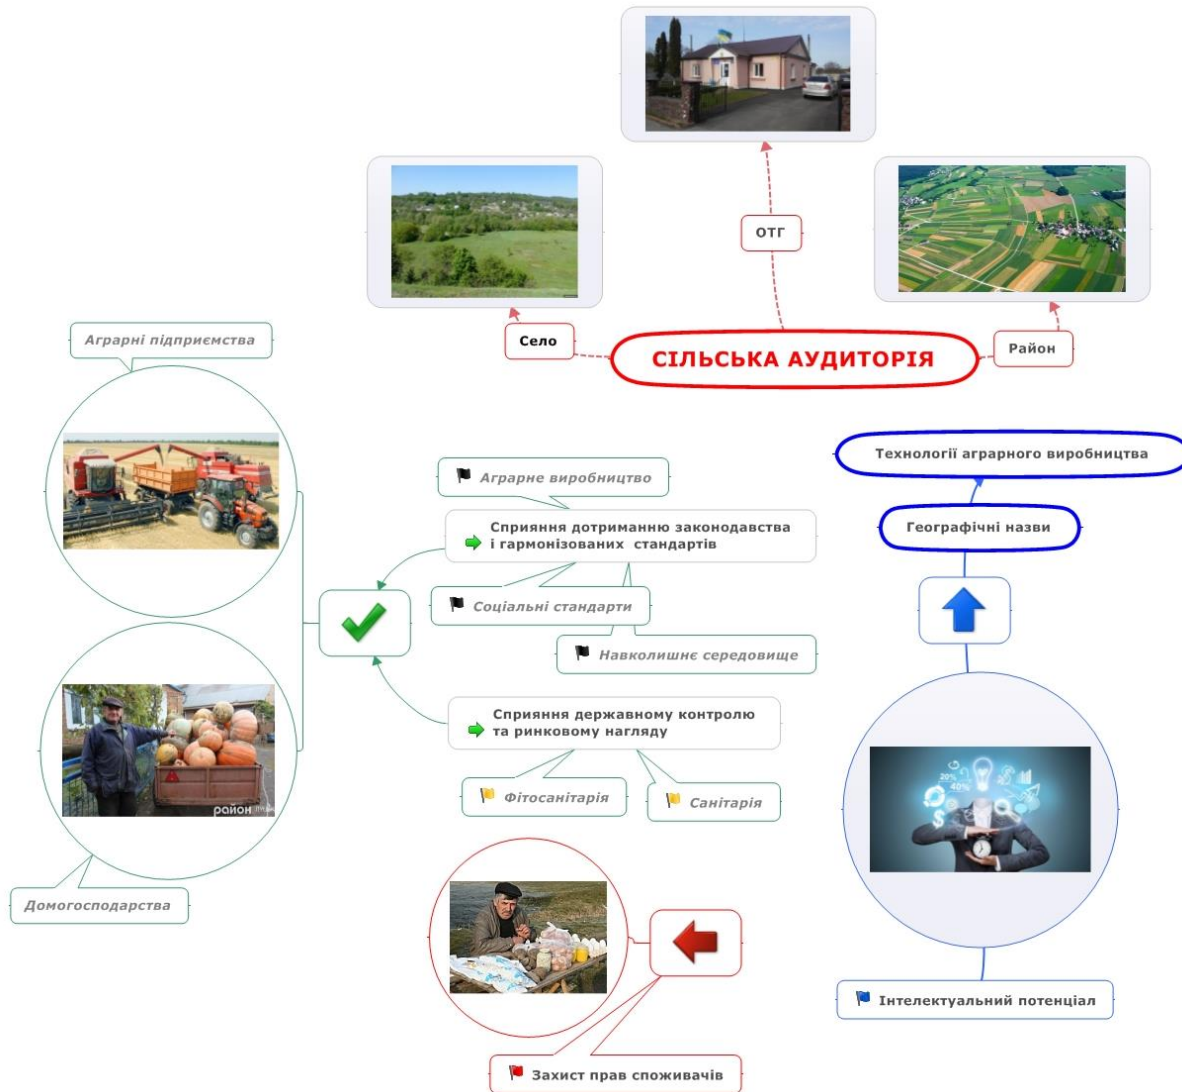 ОТГ
Село
СІЛЬСЬКА АУДИТОРІЯ
Район
Аграрні підприємства
Технології аграрного виробництва
Географічні назви
Аграрне виробництво
Сприяння дотриманню законодавства
і гармонізованих стандартів
Соціальні стандарти
Навколишнє середовище
Сприяння державному контролю
та ринковому нагляду
Фітосанітарія
Санітарія
район
20%
40%
$
Домогосподарства
Інтелектуальний потенціал
Захист прав споживачів